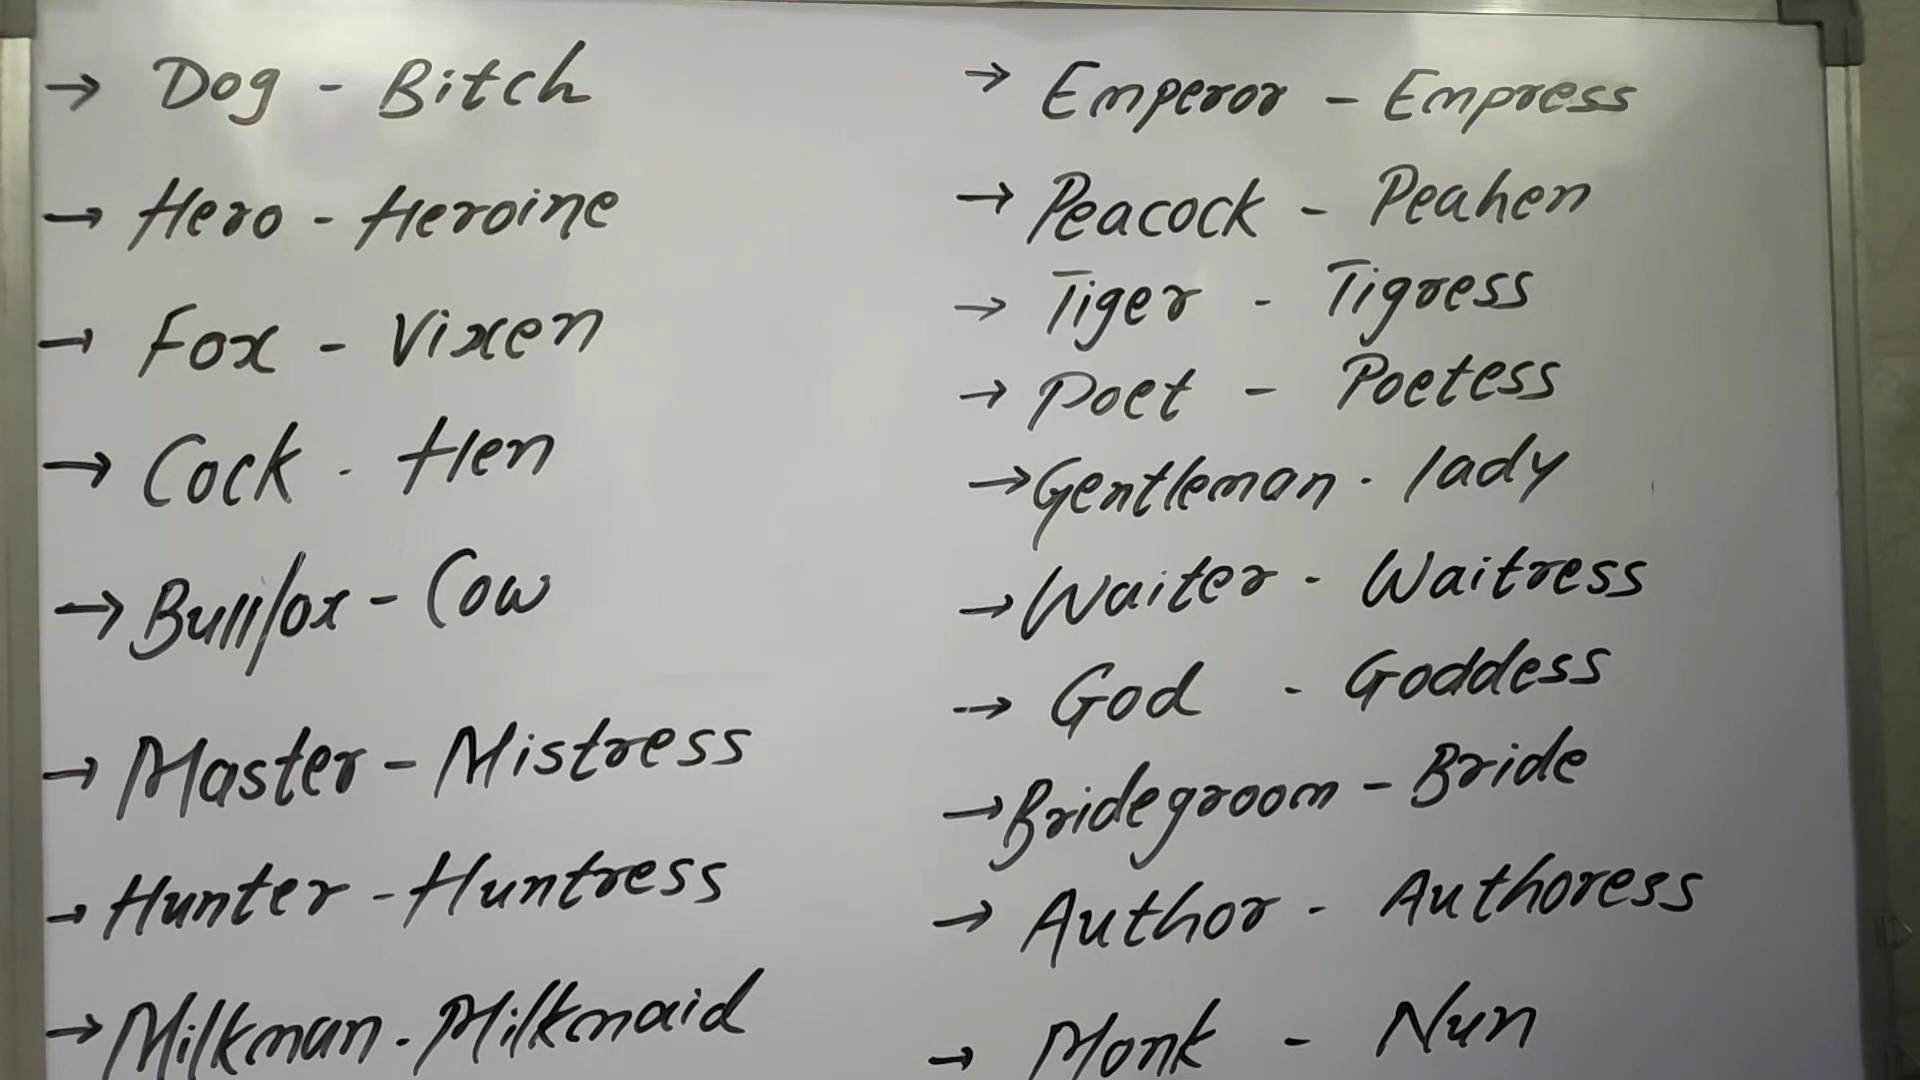 → Dog - Bitch
→ Hero - Heroine
→ Fox - Vixen
→ Cock - Hen
→ Bull/ox - Cow
→ Master - Mistress
→ Hunter - Huntress
→ Milkman - Milkmaid
→ Emperor - Empress
→ Peacock - Peahen
→ Tiger - Tigress
→ Poet - Poetess
→ Gentleman - lady
→ Waiter - Waitress
→ God - Goddess
→ Bridegroom - Bride
→ Author - Authoress
→ Monk - Nun